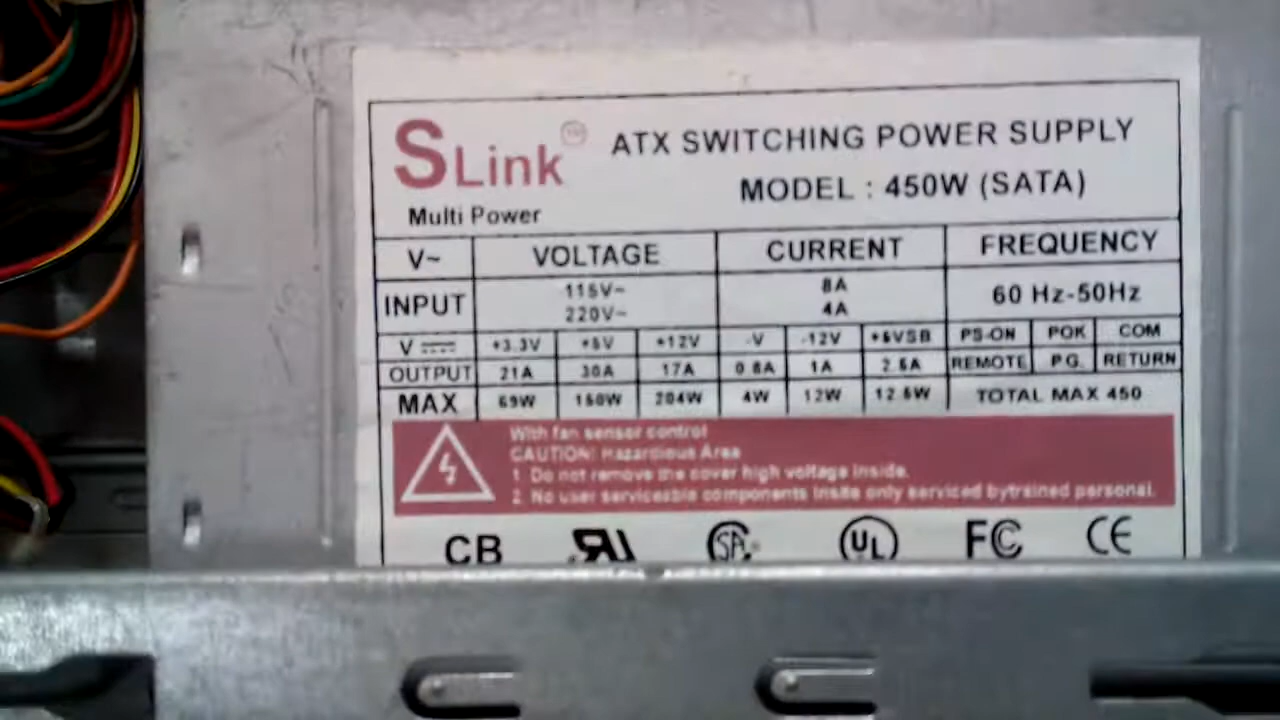 SLink TM ATX SWITCHING POWER SUPPLY
MODEL : 450W (SATA)
Multi Power
V~ VOLTAGE CURRENT FREQUENCY
INPUT 115V~ 8A 60 Hz-50Hz
220V~ 4A
V +3.3V +5V +12V -V -12V +5VSB PS-ON POK COM
OUTPUT 21A 30A 17A 0.8A 1A 2.5A REMOTE P.G. RETURN
MAX 69W 150W 204W 4W 12W 12.5W TOTAL MAX 450
With fan sensor control
CAUTION! Hazardous Area
1. Do not remove the cover high voltage inside.
2. No user serviceable components insite only serviced bytrained personal.
CB SA UL FC CE